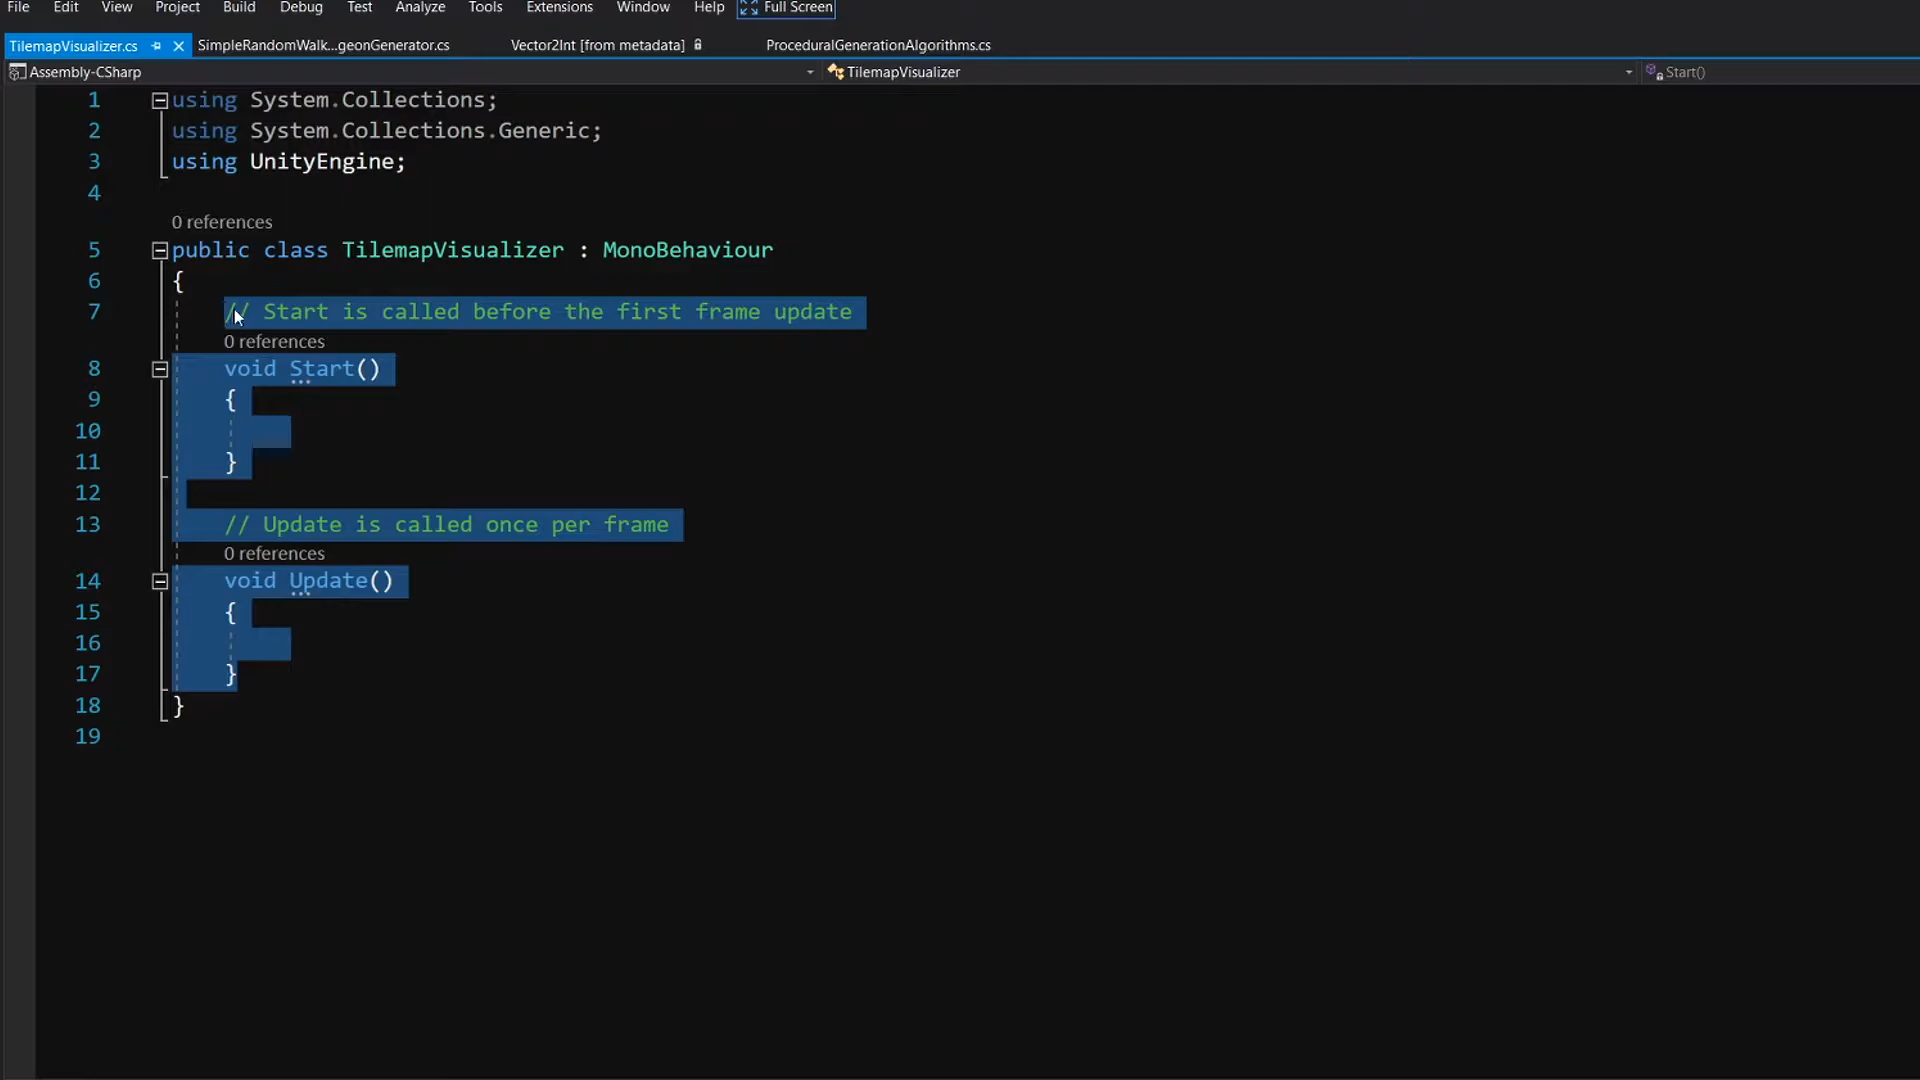 File Edit View Project Build Debug Test Analyze Tools Extensions Window Help Full Screen
TilemapVisualizer.cs SimpleRandomWalk...geonGenerator.cs Vector2Int [from metadata] ProceduralGenerationAlgorithms.cs
Assembly-CSharp TilemapVisualizer Start()
1 using System.Collections;
2 using System.Collections.Generic;
3 using UnityEngine;
4
0 references
5 public class TilemapVisualizer : MonoBehaviour
6 {
7 // Start is called before the first frame update
0 references
8 void Start()
9 {
10
11 }
12
13 // Update is called once per frame
0 references
14 void Update()
15 {
16
17 }
18 }
19